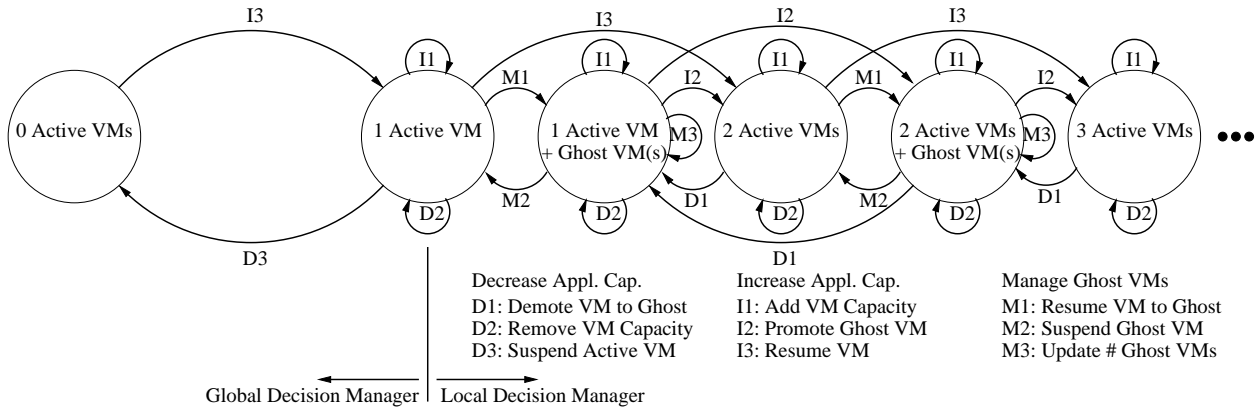 I3
I3
I2
I3
I1
I1
I1
I1
I1
M1
I2
M1
I2
0 Active VMs
1 Active VM
1 Active VM
+ Ghost VM(s)
M3
2 Active VMs
2 Active VMs
+ Ghost VM(s)
M3
3 Active VMs
M2
D1
M2
D1
D2
D2
D2
D2
D2
D3
D1
Decrease Appl. Cap.
D1: Demote VM to Ghost
D2: Remove VM Capacity
D3: Suspend Active VM
Increase Appl. Cap.
I1: Add VM Capacity
I2: Promote Ghost VM
I3: Resume VM
Manage Ghost VMs
M1: Resume VM to Ghost
M2: Suspend Ghost VM
M3: Update # Ghost VMs
Global Decision Manager
Local Decision Manager